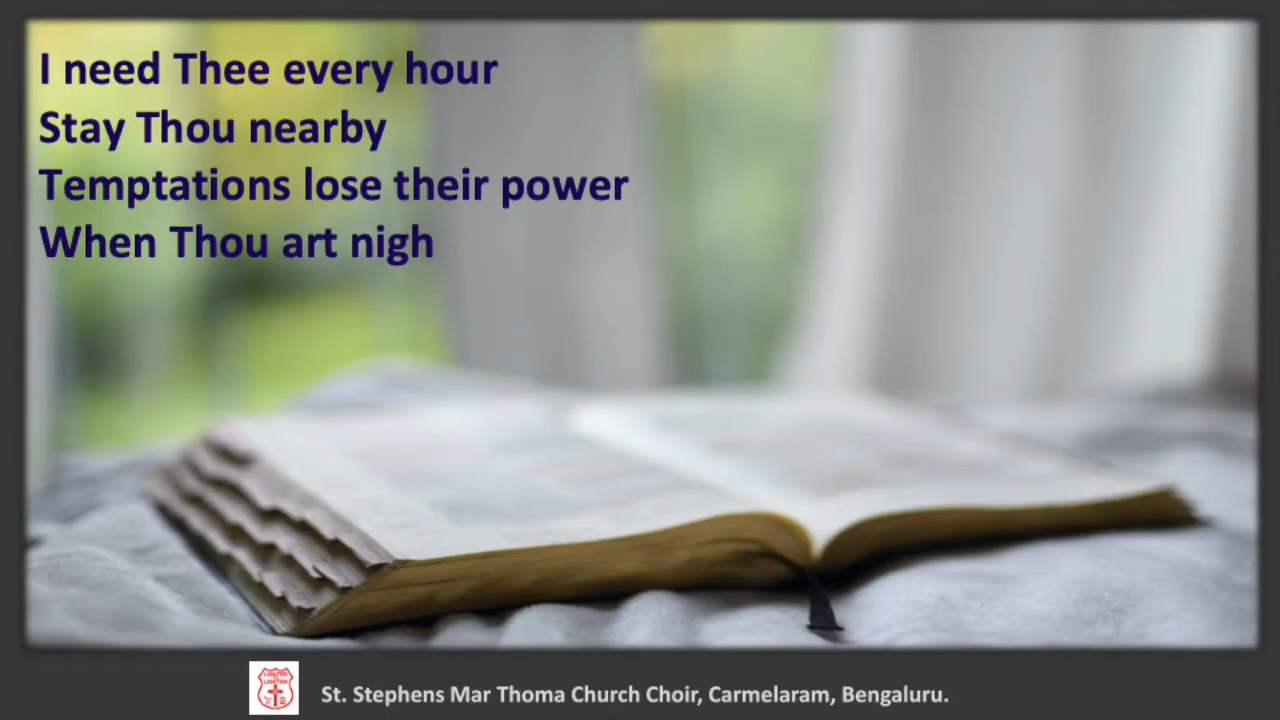 I need Thee every hour
Stay Thou nearby
Temptations lose their power
When Thou art nigh
St. Stephens Mar Thoma Church Choir, Carmelaram, Bengaluru.